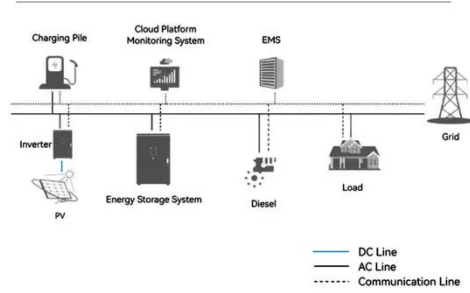 Charging Pile
Cloud Platform
Monitoring System
EMS
Grid
Inverter
PV
Energy Storage System
Diesel
Load
DC Line
AC Line
Communication Line